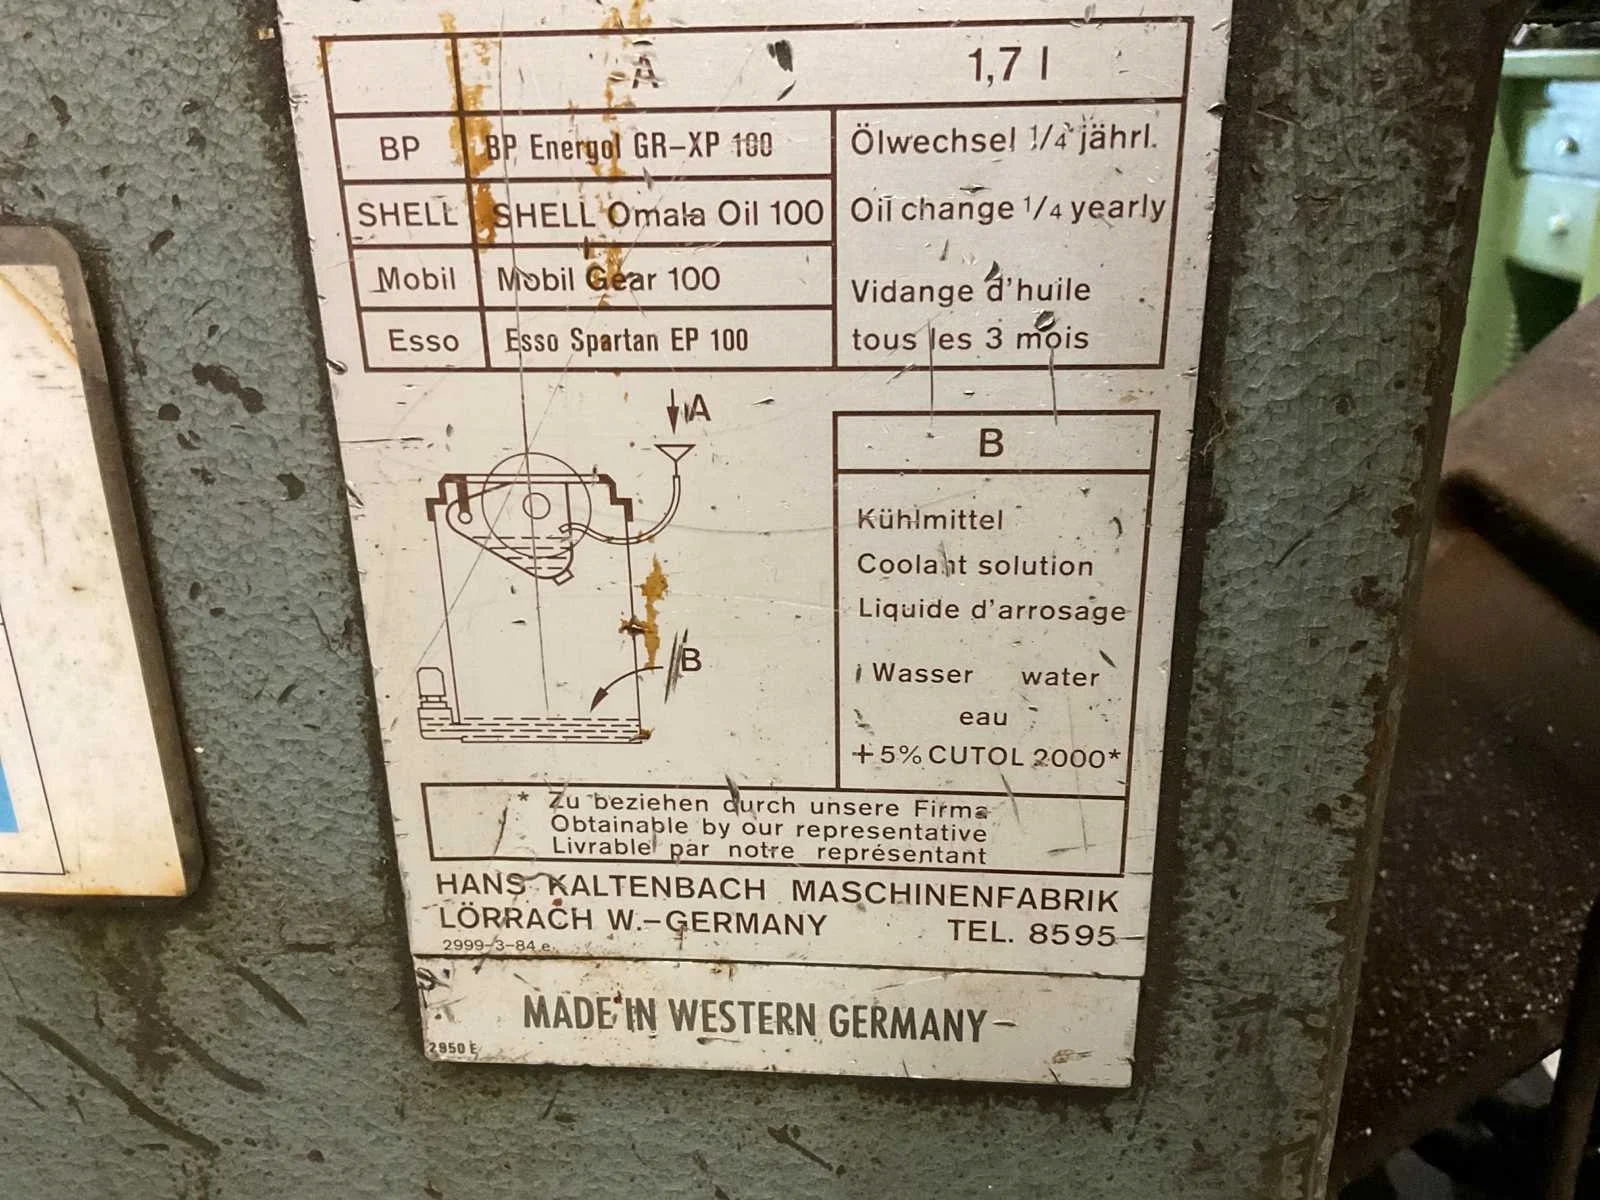 A 1,7 l
BP BP Energol GR-XP 100
SHELL SHELL Omala Oil 100
Mobil Mobil Gear 100
Esso Esso Spartan EP 100
Ölwechsel 1/4 jährl.
Oil change 1/4 yearly
Vidange d'huile
tous les 3 mois
A
B
B
Kühlmittel
Coolant solution
Liquide d'arrosage
Wasser water
eau
+ 5% CUTOL 2000*
* Zu beziehen durch unsere Firma
Obtainable by our representative
Livrable par notre représentant
HANS KALTENBACH MASCHINENFABRIK
LÖRRACH W.-GERMANY TEL. 8595
2999-3-84 e
MADE IN WESTERN GERMANY
2950 E